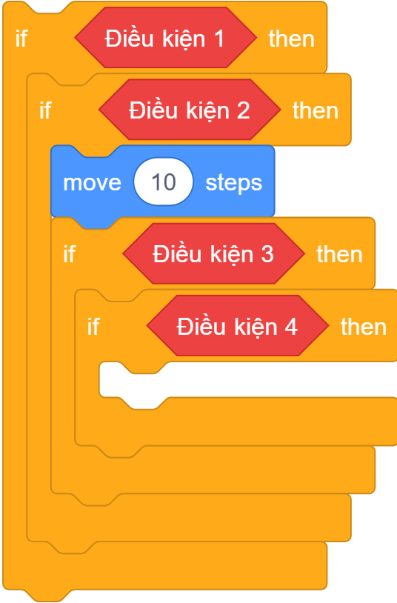 if Điều kiện 1 then
if Điều kiện 2 then
move 10 steps
if Điều kiện 3 then
if Điều kiện 4 then